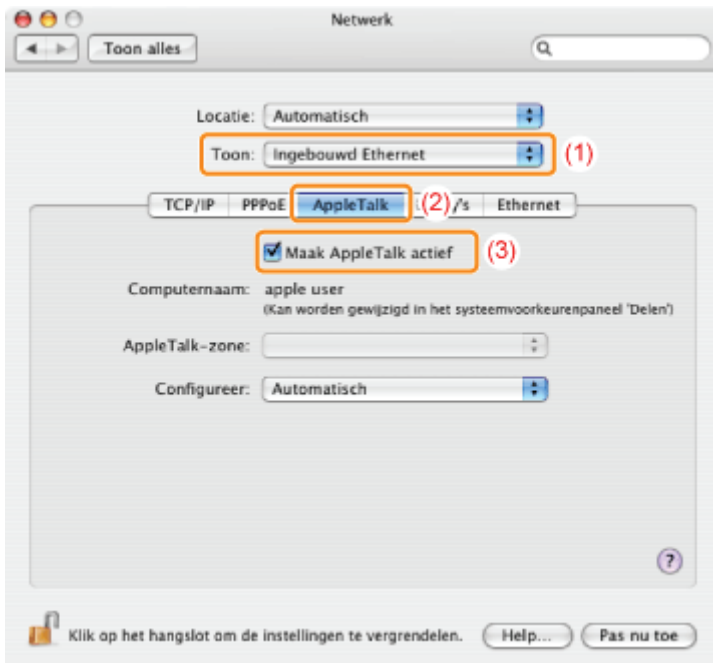 Netwerk
Toon alles
Locatie: Automatisch
Toon: Ingebouwd Ethernet (1)
TCP/IP PPPoE AppleTalk (2) Ethernet
Maak AppleTalk actief (3)
Computernaam: apple user
(Kan worden gewijzigd in het systeemvoorkeurenpaneel 'Delen')
AppleTalk-zone:
Configureer: Automatisch
?
Klik op het hangslot om de instellingen te vergrendelen. Help... Pas nu toe